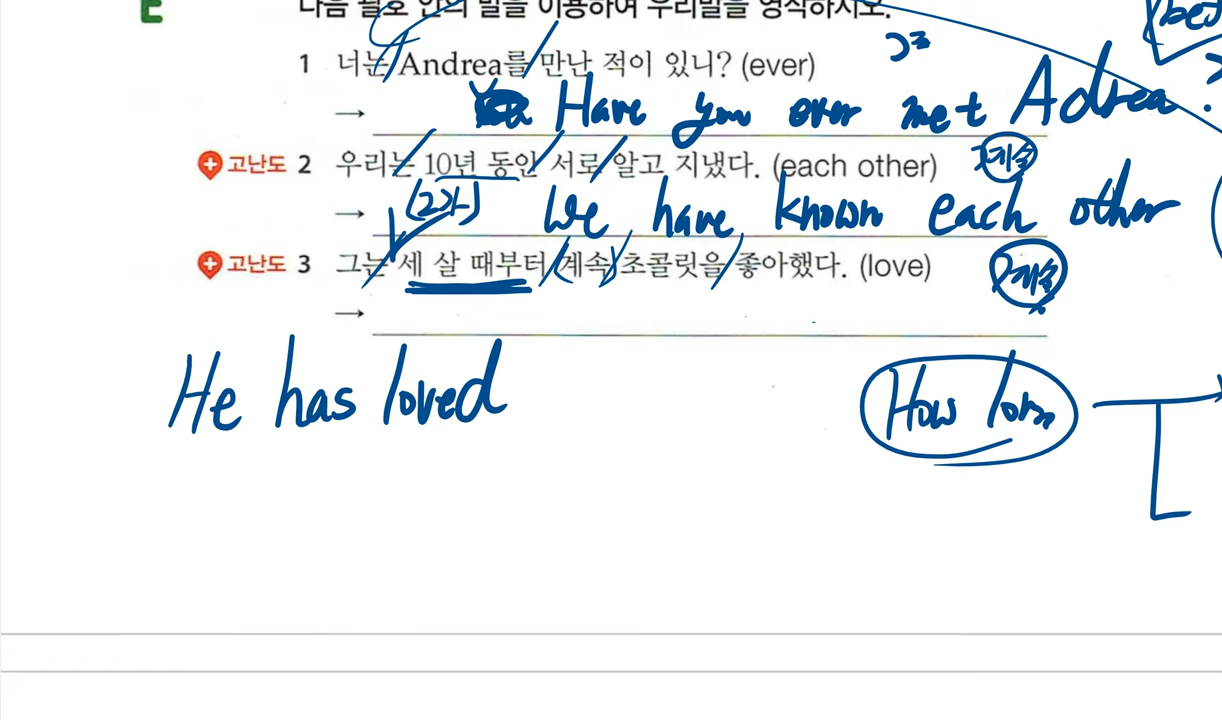 E 다음 괄호 안의 말을 이용하여 우리말을 영작하시오.
1 너는 Andrea를 만난 적이 있니? (ever)
→ Have you ever met Adrea?
고난도 2 우리는 10년 동안 서로 알고 지냈다. (each other)
→ We have known each other
고난도 3 그는 세 살 때부터 계속 초콜릿을 좋아했다. (love)
→
He has loved
How long